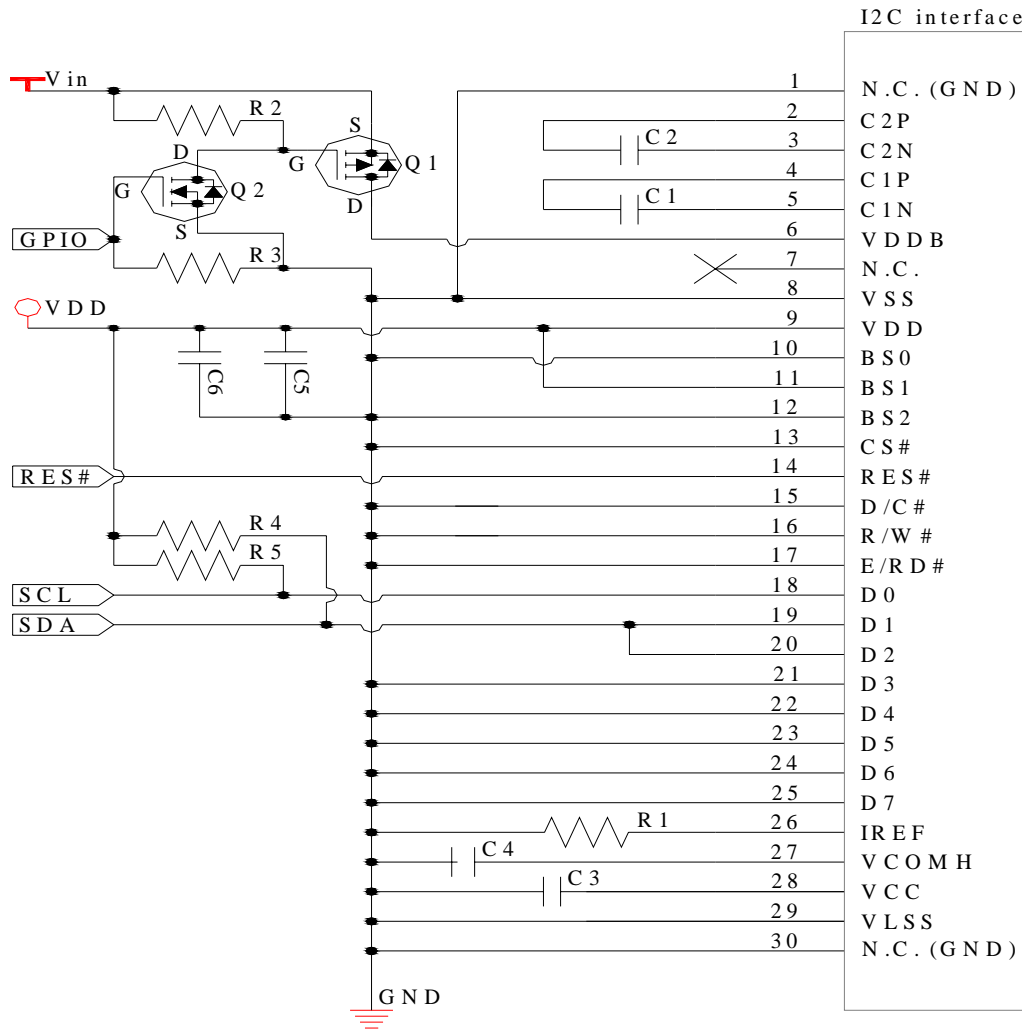 I2C interface
Vin
R2
S
G
Q1
D
D
G
Q2
S
GPIO
R3
VDD
C6
C5
RES#
R4
R5
SCL
SDA
C2
C1
R1
C4
C3
GND
1 N.C. (GND)
2 C2P
3 C2N
4 C1P
5 C1N
6 VDDB
7 N.C.
8 VSS
9 VDD
10 BS0
11 BS1
12 BS2
13 CS#
14 RES#
15 D/C#
16 R/W#
17 E/RD#
18 D0
19 D1
20 D2
21 D3
22 D4
23 D5
24 D6
25 D7
26 IREF
27 VCOMH
28 VCC
29 VLSS
30 N.C. (GND)